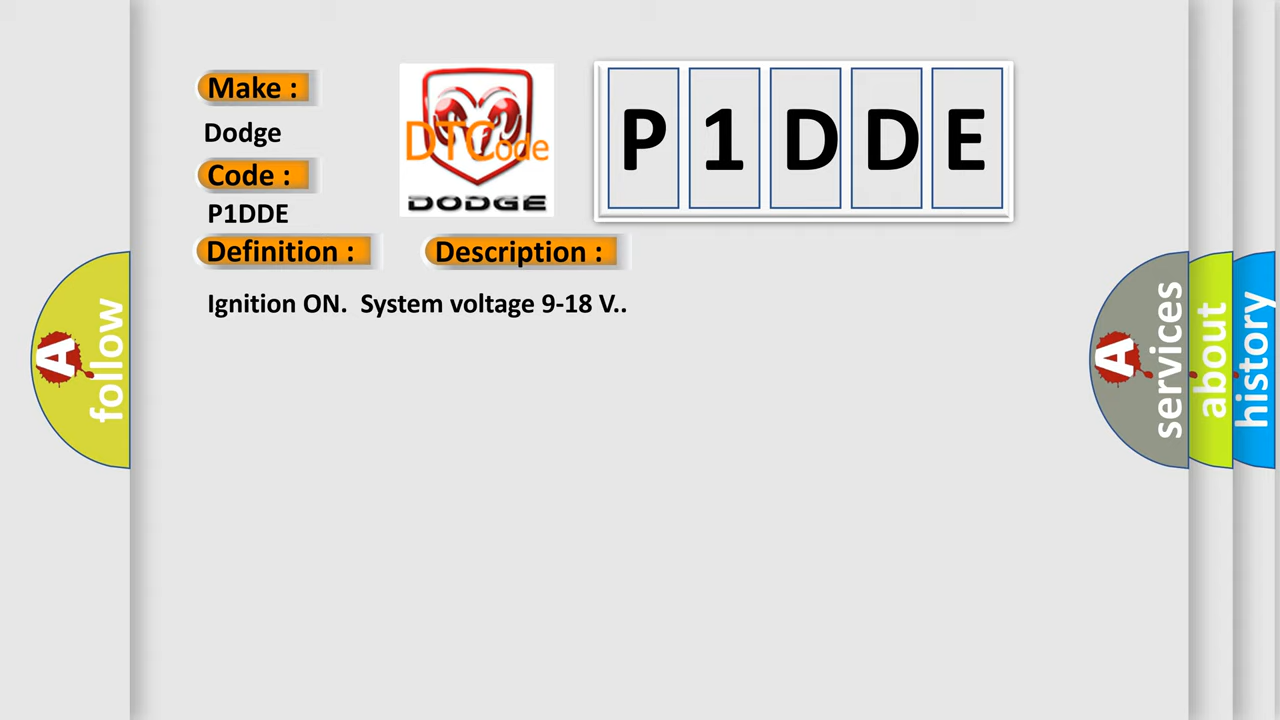 Make :
Dodge
Code :
P1DDE
Definition :
Description :
Ignition ON.  System voltage 9-18 V..
DTCode
DODGE
P 1 D D E
A follow
A services
about
history